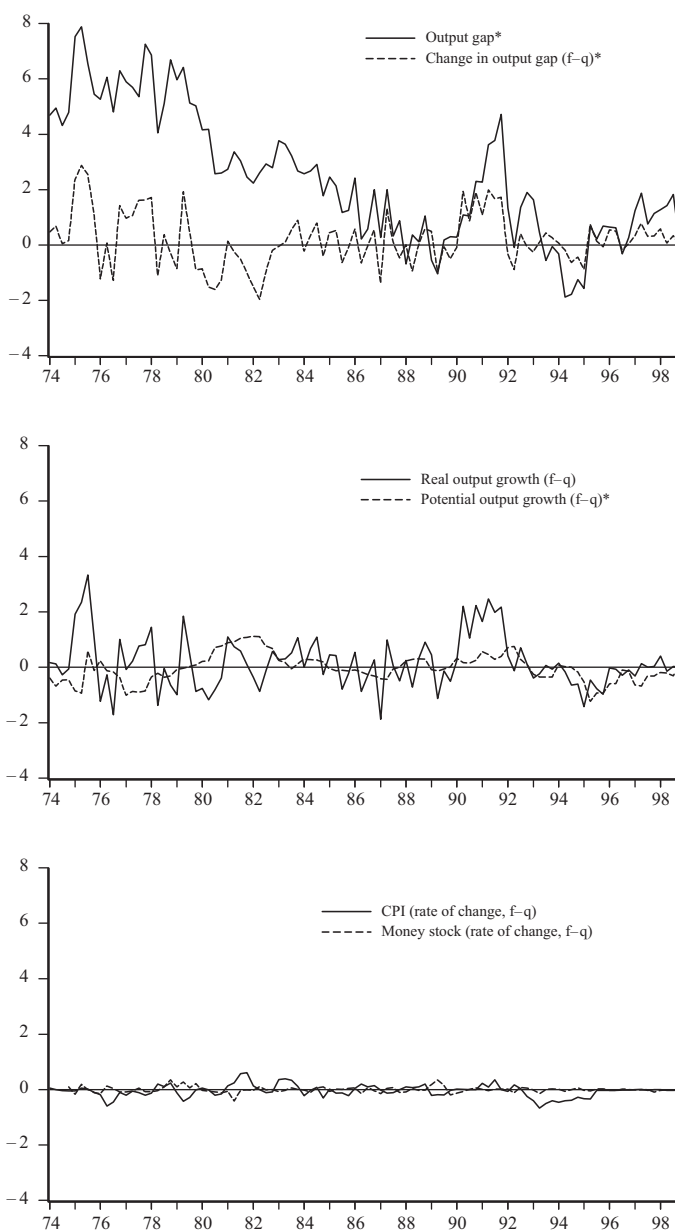 8
Output gap*
Change in output gap (f–q)*
6
4
2
0
–2
–4
74 76 78 80 82 84 86 88 90 92 94 96 98
8
Real output growth (f–q)
Potential output growth (f–q)*
6
4
2
0
–2
–4
74 76 78 80 82 84 86 88 90 92 94 96 98
8
CPI (rate of change, f–q)
Money stock (rate of change, f–q)
6
4
2
0
–2
–4
74 76 78 80 82 84 86 88 90 92 94 96 98